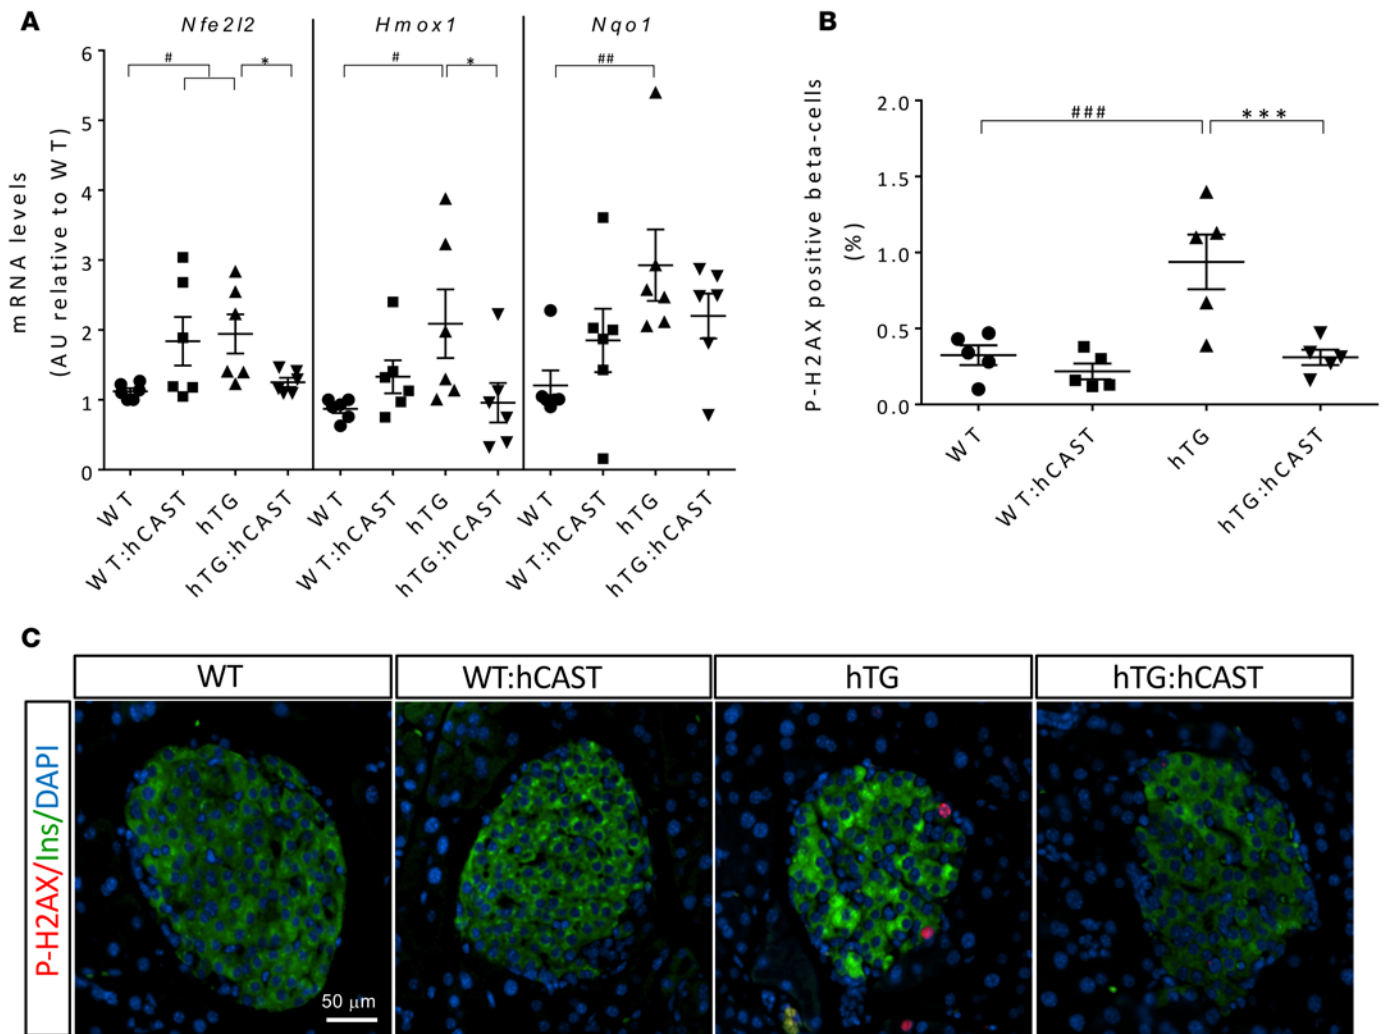 A
Nfe2l2
Hmox1
Nqo1
mRNA levels
(AU relative to WT)
6
5
4
3
2
1
0
#
*
#
*
##
WT
WT:hCAST
hTG
hTG:hCAST
WT
WT:hCAST
hTG
hTG:hCAST
WT
WT:hCAST
hTG
hTG:hCAST
B
P-H2AX positive beta-cells
(%)
2.0
1.5
1.0
0.5
0.0
###
***
WT
WT:hCAST
hTG
hTG:hCAST
C
WT
WT:hCAST
hTG
hTG:hCAST
P-H2AX/Ins/DAPI
50 μm